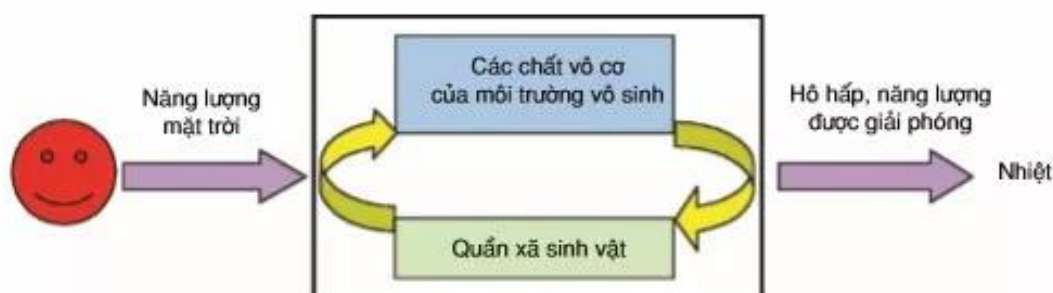 Năng lượng
mặt trời
Các chất vô cơ
của môi trường vô sinh
Quần xã sinh vật
Hô hấp, năng lượng
được giải phóng
Nhiệt